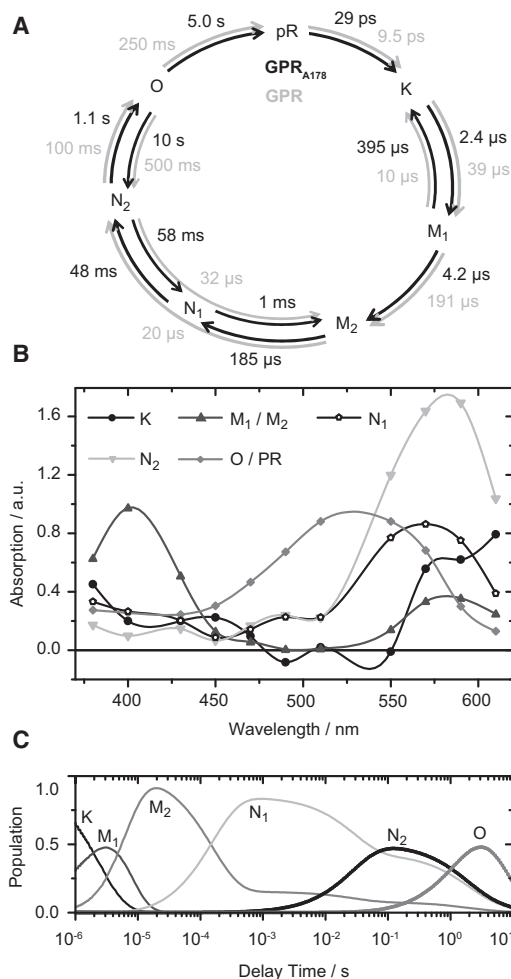 A
5.0 s
pR
29 ps
250 ms
9.5 ps
GPR_A178
GPR
O
K
1.1 s
100 ms
10 s
500 ms
395 µs
10 µs
2.4 µs
39 µs
N₂
M₁
58 ms
4.2 µs
48 ms
32 µs
191 µs
N₁
1 ms
M₂
20 µs
185 µs
B
K
M₁ / M₂
N₁
N₂
O / PR
Absorption / a.u.
1.6
1.2
0.8
0.4
0.0
400
450
500
550
600
Wavelength / nm
C
Population
1.0
0.5
0.0
K
M₁
M₂
N₁
N₂
O
10⁻⁶
10⁻⁵
10⁻⁴
10⁻³
10⁻²
10⁻¹
10⁰
10¹
Delay Time / s